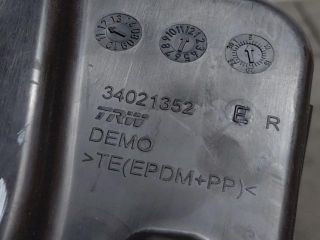 34021352 E R
TRW
DEMO
>TE(EPDM+PP)<